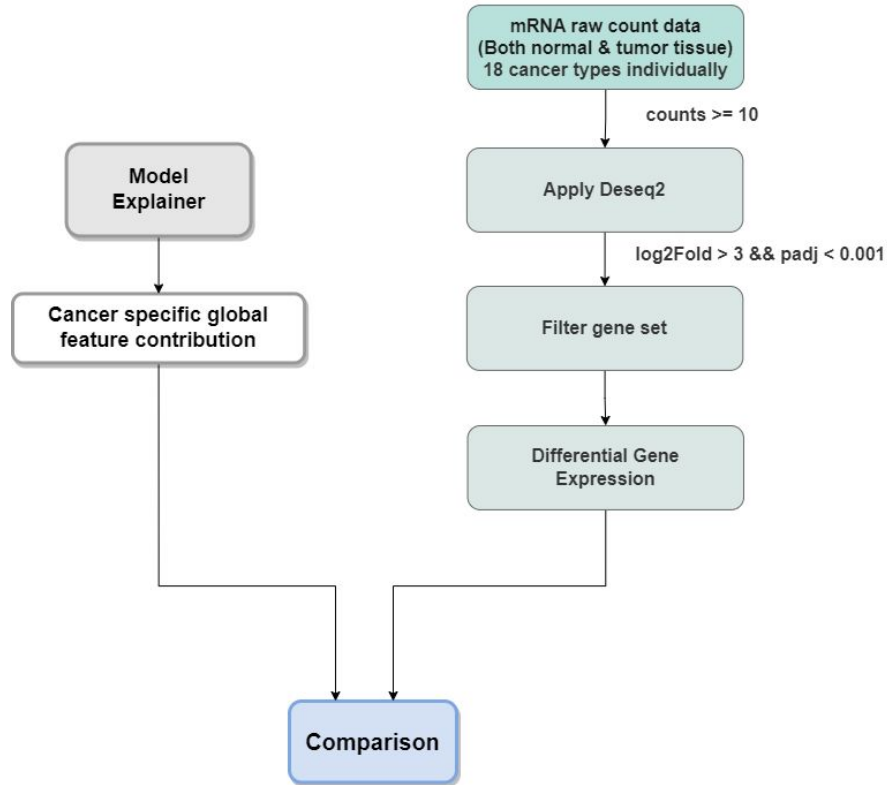 mRNA raw count data
(Both normal & tumor tissue)
18 cancer types individually
counts >= 10
Model
Explainer
Apply Deseq2
log2Fold > 3 && padj < 0.001
Cancer specific global
feature contribution
Filter gene set
Differential Gene
Expression
Comparison